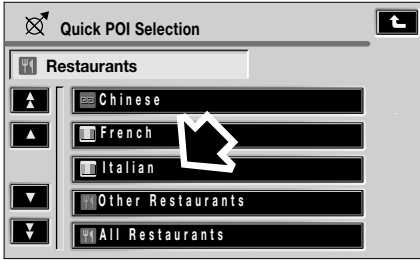 Quick POI Selection
Restaurants
Chinese
French
Italian
Other Restaurants
All Restaurants